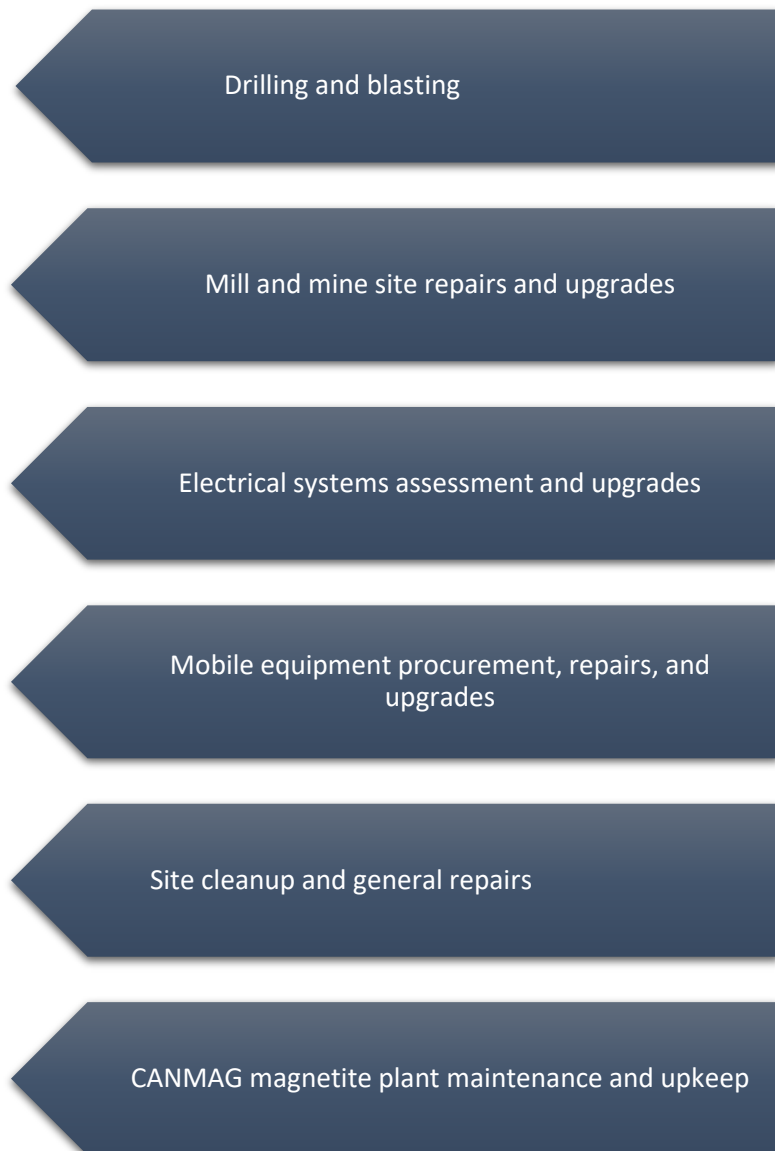 Drilling and blasting
Mill and mine site repairs and upgrades
Electrical systems assessment and upgrades
Mobile equipment procurement, repairs, and
upgrades
Site cleanup and general repairs
CANMAG magnetite plant maintenance and upkeep